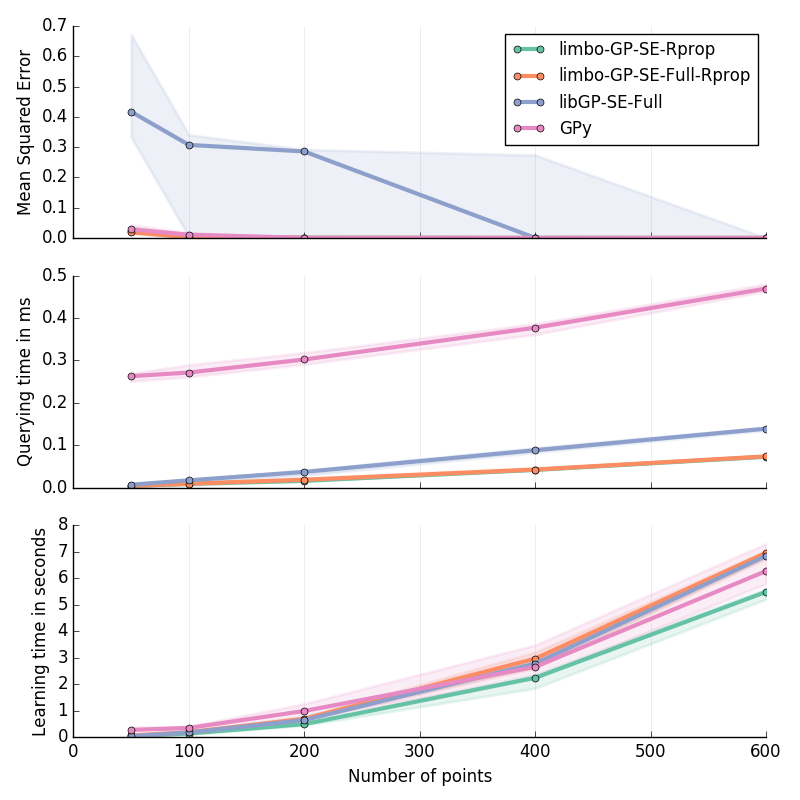 0.7
0.6
0.5
0.4
0.3
0.2
0.1
0.0
Mean Squared Error
limbo-GP-SE-Rprop
limbo-GP-SE-Full-Rprop
libGP-SE-Full
GPy
0.5
0.4
0.3
0.2
0.1
0.0
Querying time in ms
8
7
6
5
4
3
2
1
0
Learning time in seconds
0 100 200 300 400 500 600
Number of points